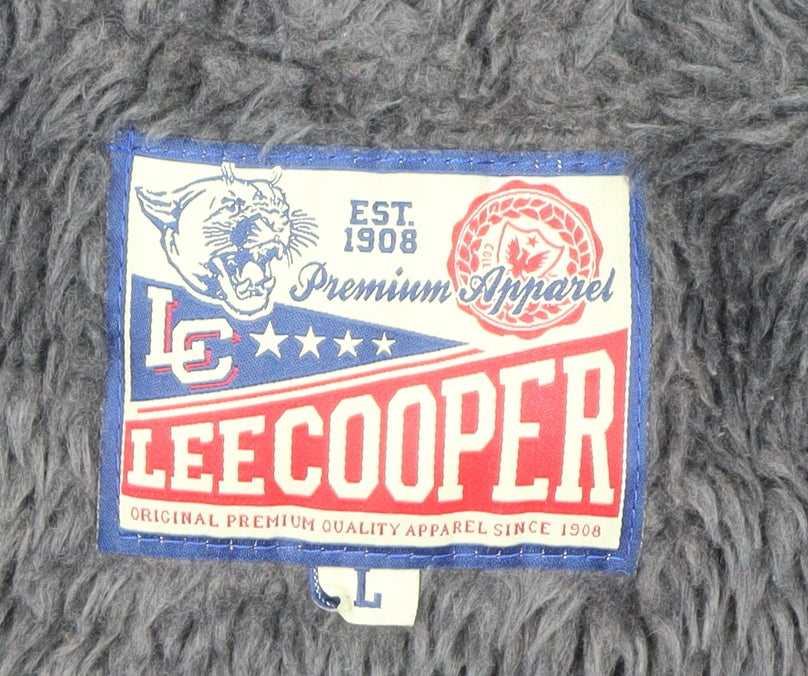 EST.
1908
Premium Apparel
LC
LEE COOPER
ORIGINAL PREMIUM QUALITY APPAREL SINCE 1908
L